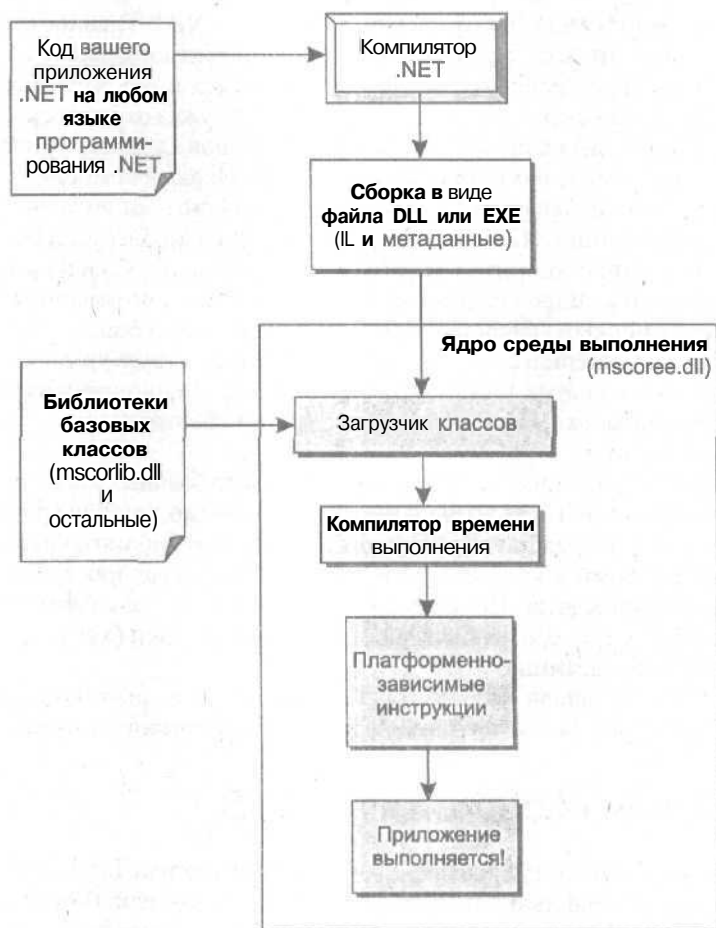 Код вашего
приложения
.NET на любом
языке
программи-
рования .NET
Компилятор
.NET
Сборка в виде
файла DLL или EXE
(IL и метаданные)
Ядро среды выполнения
(mscoree.dll)
Библиотеки
базовых
классов
(mscorlib.dll
и
остальные)
Загрузчик классов
Компилятор времени
выполнения
Платформенно-
зависимые
инструкции
Приложение
выполняется!